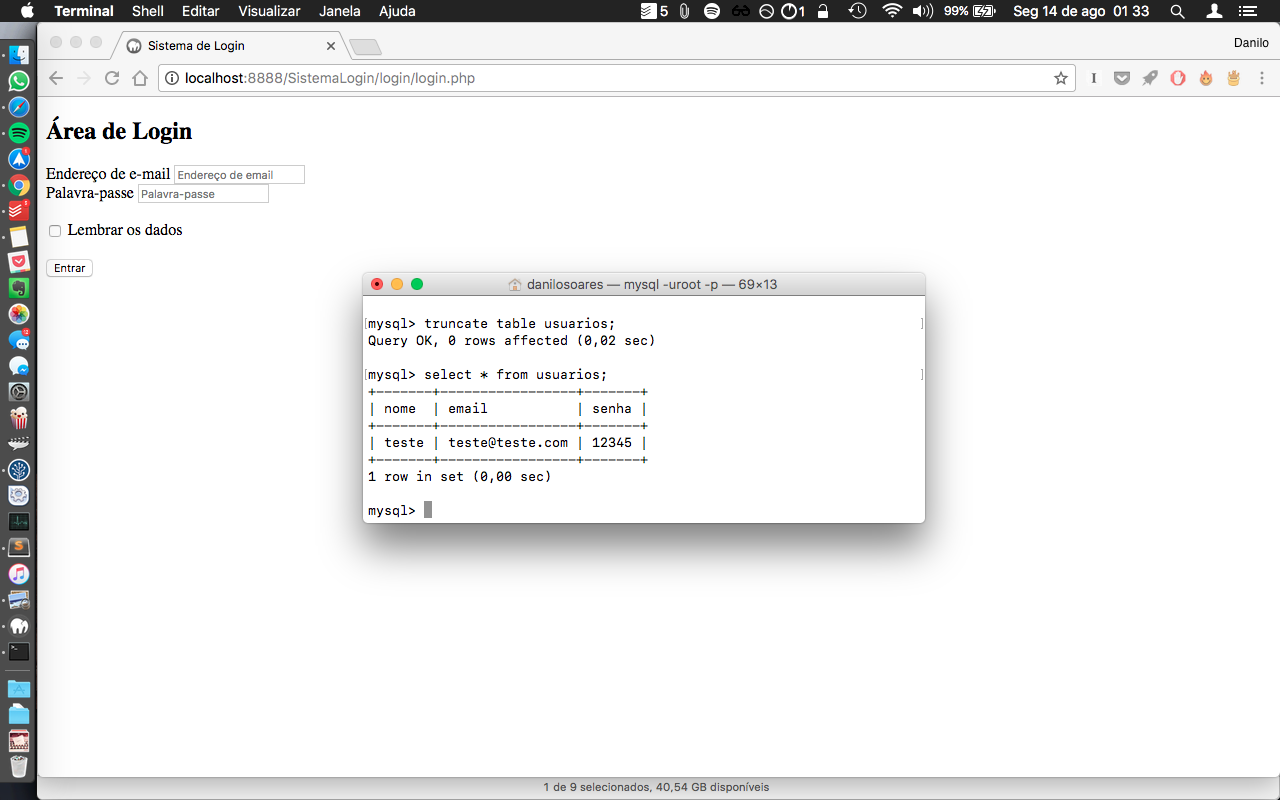 Terminal Shell Editar Visualizar Janela Ajuda 5 1 99% Seg 14 de ago 01 33
Sistema de Login
Danilo
localhost:8888/SistemaLogin/login/login.php
Área de Login
Endereço de e-mail Endereço de email
Palavra-passe Palavra-passe
Lembrar os dados
Entrar
danilosoares — mysql -uroot -p — 69×13
[mysql> truncate table usuarios; ]
Query OK, 0 rows affected (0,02 sec)
[mysql> select * from usuarios; ]
+-------+-----------------+-------+
| nome  | email           | senha |
+-------+-----------------+-------+
| teste | teste@teste.com | 12345 |
+-------+-----------------+-------+
1 row in set (0,00 sec)
mysql>
1 de 9 selecionados, 40,54 GB disponíveis